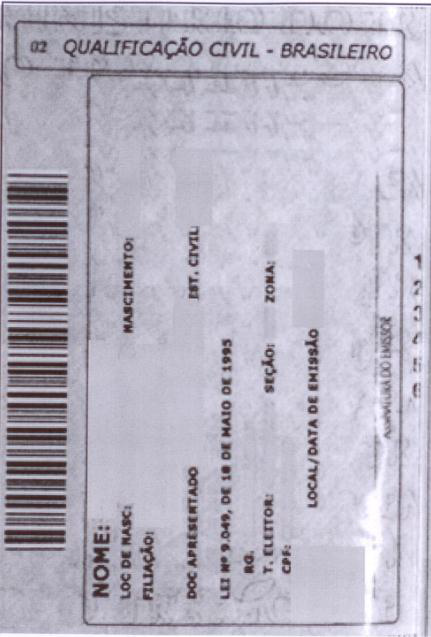 02 QUALIFICAÇÃO CIVIL - BRASILEIRO
NOME:
LOC DE NASC: NASCIMENTO:
FILIAÇÃO:
DOC APRESENTADO EST. CIVIL:
LEI Nº 9.049, DE 18 DE MAIO DE 1995
RG.
T. ELEITOR: SEÇÃO: ZONA:
CPF:
LOCAL/DATA DE EMISSÃO
ASSINATURA DO EMISSOR